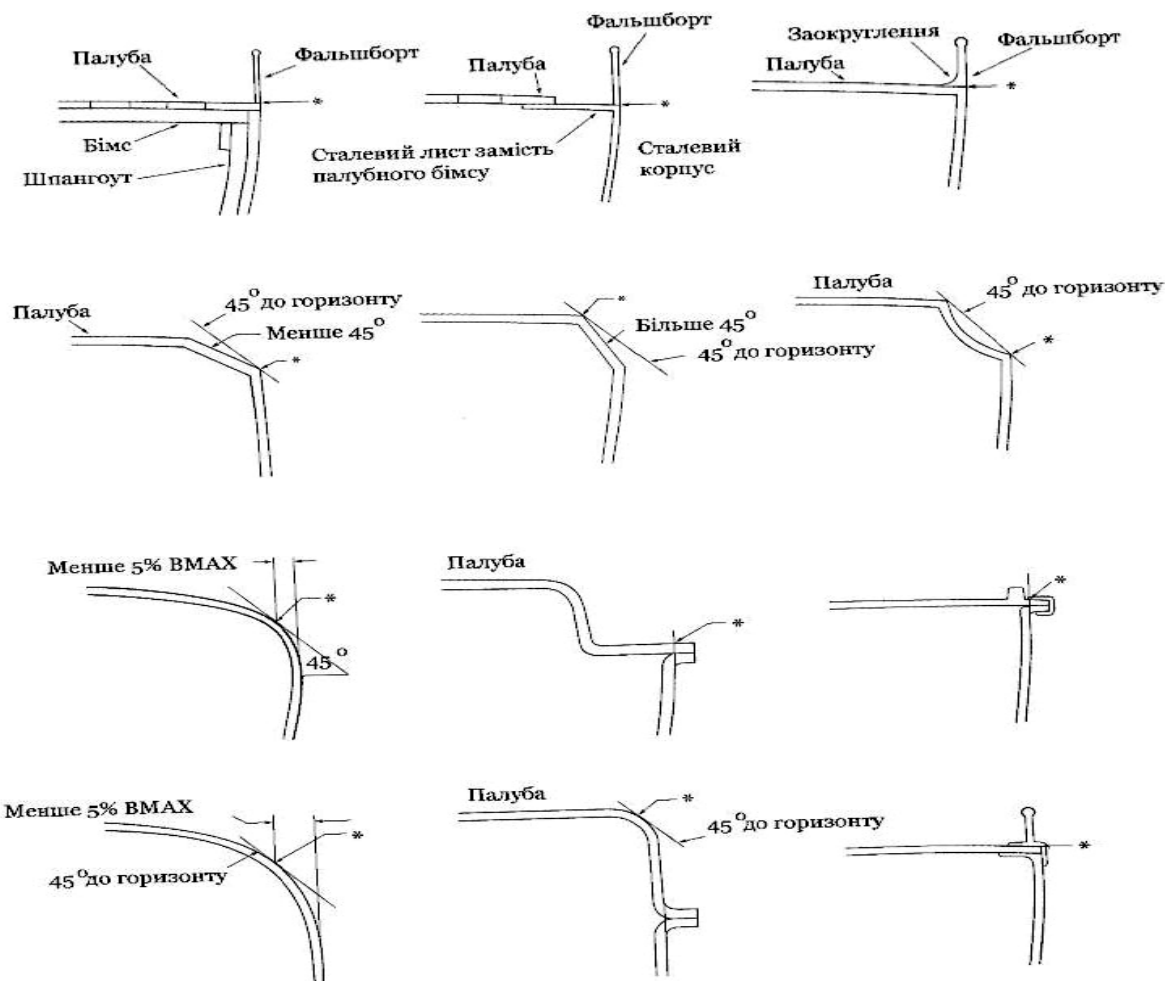 Палуба
Фальшборт
*
Бімс
Шпангоут
Фальшборт
Палуба
*
Сталевий лист замість
палубного бімсу
Сталевий
корпус
Заокруглення
Палуба
Фальшборт
*
Палуба
45° до горизонту
Менше 45°
*
*
Більше 45°
45° до горизонту
Палуба
45° до горизонту
*
Менше 5% ВМАХ
*
45°
Палуба
*
*
Менше 5% ВМАХ
*
45° до горизонту
Палуба
*
45° до горизонту
*